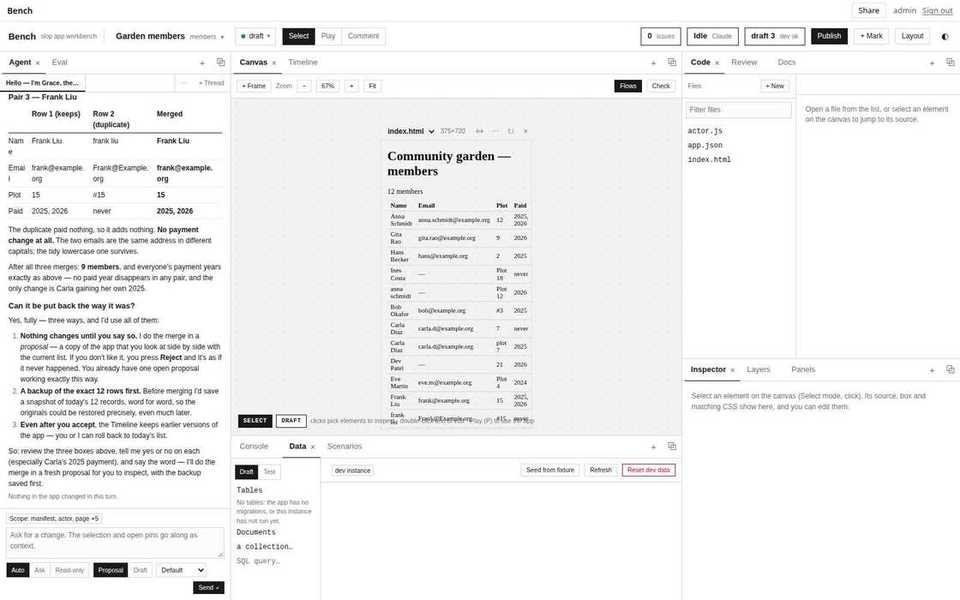 Bench
Share
admin
Sign out
Bench
slop app workbench
Garden members
members
draft
Select
Play
Comment
0 issues
Idle Claude
draft 3 dev ok
Publish
+ Mark
Layout
Agent ×
Eval
Hello — I'm Grace, the...
+ Thread
Pair 3 — Frank Liu
Row 1 (keeps)
Row 2 (duplicate)
Merged
Name
Frank Liu
frank liu
Frank Liu
Email
frank@example.org
Frank@Example.org
frank@example.org
Plot
15
#15
15
Paid
2025, 2026
never
2025, 2026
The duplicate paid nothing, so it adds nothing. No payment
change at all. The two emails are the same address in different
capitals; the tidy lowercase one survives.
After all three merges: 9 members, and everyone's payment years
exactly as above — no paid year disappears in any pair, and the
only change is Carla gaining her own 2025.
Can it be put back the way it was?
Yes, fully — three ways, and I'd use all of them:
1. Nothing changes until you say so. I do the merge in a
proposal — a copy of the app that you look at side by side with
the current list. If you don't like it, you press Reject and it's as if
it never happened. You already have one open proposal
working exactly this way.
2. A backup of the exact 12 rows first. Before merging I'd save
a snapshot of today's 12 records, word for word, so the
originals could be restored precisely, even much later.
3. Even after you accept, the Timeline keeps earlier versions of
the app — you or I can roll back to today's list.
So: review the three boxes above, tell me yes or no on each
(especially Carla's 2025 payment), and say the word — I'll do the
merge in a fresh proposal for you to inspect, with the backup
saved first.
Nothing in the app changed in this turn.
Scope: manifest, actor, page +5
Ask for a change. The selection and open pins go along as
context.
Auto
Ask
Read-only
Proposal
Draft
Default
Send
Canvas ×
Timeline
+ Frame
Zoom
−
67%
+
Fit
Flows
Check
index.html
375×720
Community garden —
members
12 members
Name Email Plot Paid
Anna Schmidt anna.schmidt@example.org 12 2025, 2026
Gita Rao gita.rao@example.org 9 2026
Hans Becker hans@example.org 2 2025
Ines Costa — Plot 18 never
anna schmidt — Plot 12 2026
Bob Okafor bob@example.org #3 2025
Carla Diaz carla.d@example.org 7 never
Carla Diaz carla.d@example.org plot 7 2025
Dev Patel — 21 2026
Eve Martin eve.m@example.org Plot 4 2024
Frank Liu frank@example.org 15 2025, 2026
frank liu Frank@Example.org #15 never
SELECT
DRAFT
clicks pick elements to inspect
Play (P) to use the app
Console
Data ×
Scenarios
Draft
Test
dev instance
Seed from fixture
Refresh
Reset dev data
Tables
No tables: the app has no
migrations, or this instance
has not run yet.
Documents
a collection…
SQL query…
Code ×
Review
Docs
Files
+ New
Filter files
actor.js
app.json
index.html
Open a file from the list, or select an element
on the canvas to jump to its source.
Inspector ×
Layers
Panels
Select an element on the canvas (Select mode, click). Its source, box and
matching CSS show here, and you can edit them.